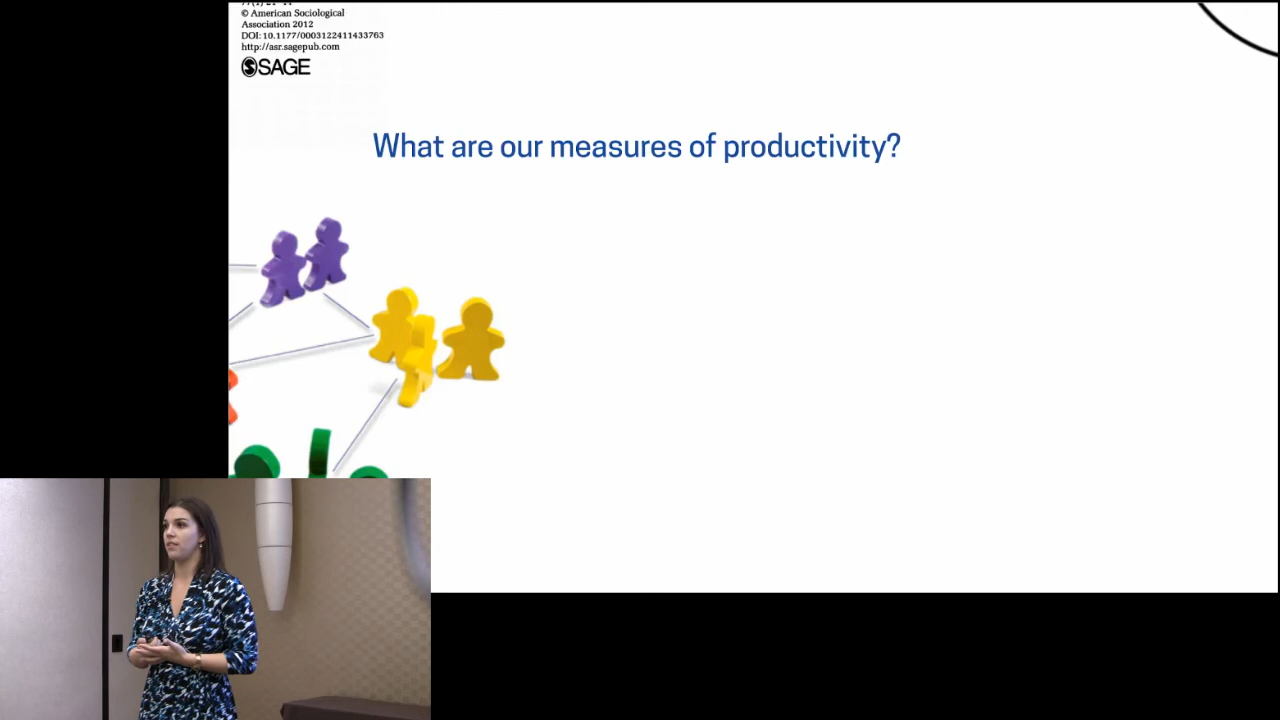 © American Sociological
Association 2012
DOI: 10.1177/0003122411433763
http://asr.sagepub.com
SAGE
What are our measures of productivity?